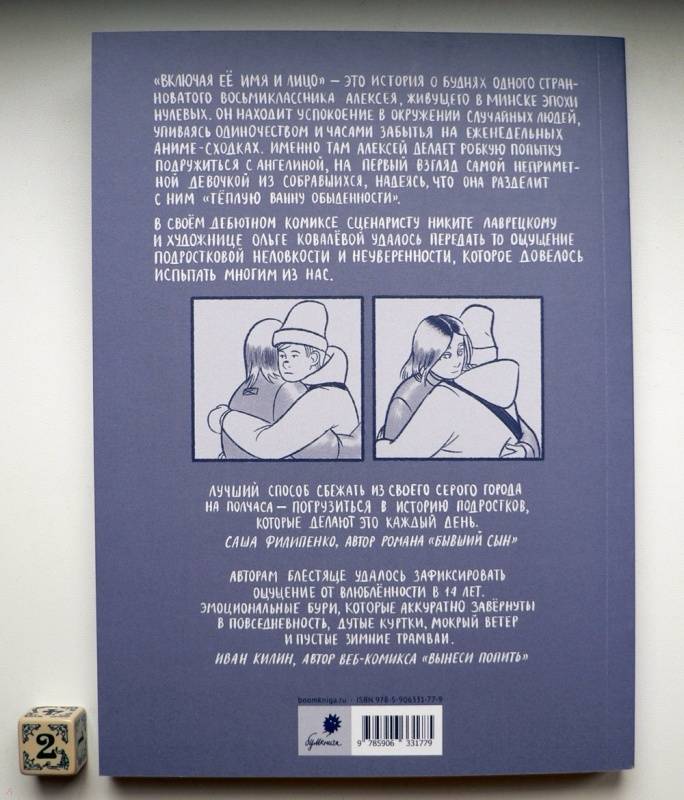 «ВКЛЮЧАЯ ЕЁ ИМЯ И ЛИЦО» – ЭТО ИСТОРИЯ О БУДНЯХ ОДНОГО СТРАН-
НОВАТОГО ВОСЬМИКЛАССНИКА АЛЕКСЕЯ, ЖИВУЩЕГО В МИНСКЕ ЭПОХИ
НУЛЕВЫХ. ОН НАХОДИТ УСПОКОЕНИЕ В ОКРУЖЕНИИ СЛУЧАЙНЫХ ЛЮДЕЙ,
УПИВАЯСЬ ОДИНОЧЕСТВОМ И ЧАСАМИ ЗАБЫТЬЯ НА ЕЖЕНЕДЕЛЬНЫХ
АНИМЕ-СХОДКАХ. ИМЕННО ТАМ АЛЕКСЕЙ ДЕЛАЕТ РОБКУЮ ПОПЫТКУ
ПОДРУЖИТЬСЯ С АНГЕЛИНОЙ, НА ПЕРВЫЙ ВЗГЛЯД САМОЙ НЕПРИМЕТ-
НОЙ ДЕВОЧКОЙ ИЗ СОБРАВШИХСЯ, НАДЕЯСЬ, ЧТО ОНА РАЗДЕЛИТ
С НИМ «ТЁПЛУЮ ВАННУ ОБЫДЕННОСТИ».
В СВОЁМ ДЕБЮТНОМ КОМИКСЕ СЦЕНАРИСТУ НИКИТЕ ЛАВРЕЦКОМУ
И ХУДОЖНИЦЕ ОЛЬГЕ КОВАЛЁВОЙ УДАЛОСЬ ПЕРЕДАТЬ ТО ОЩУЩЕНИЕ
ПОДРОСТКОВОЙ НЕЛОВКОСТИ И НЕУВЕРЕННОСТИ, КОТОРОЕ ДОВЕЛОСЬ
ИСПЫТАТЬ МНОГИМ ИЗ НАС.
ЛУЧШИЙ СПОСОБ СБЕЖАТЬ ИЗ СВОЕГО СЕРОГО ГОРОДА
НА ПОЛЧАСА – ПОГРУЗИТЬСЯ В ИСТОРИЮ ПОДРОСТКОВ,
КОТОРЫЕ ДЕЛАЮТ ЭТО КАЖДЫЙ ДЕНЬ.
САША ФИЛИПЕНКО, АВТОР РОМАНА «БЫВШИЙ СЫН»
АВТОРАМ БЛЕСТЯЩЕ УДАЛОСЬ ЗАФИКСИРОВАТЬ
ОЩУЩЕНИЕ ОТ ВЛЮБЛЁННОСТИ В 14 ЛЕТ.
ЭМОЦИОНАЛЬНЫЕ БУРИ, КОТОРЫЕ АККУРАТНО ЗАВЁРНУТЫ
В ПОВСЕДНЕВНОСТЬ, ДУТЫЕ КУРТКИ, МОКРЫЙ ВЕТЕР
И ПУСТЫЕ ЗИМНИЕ ТРАМВАИ.
ИВАН КИЛИН, АВТОР ВЕБ-КОМИКСА «ВЫНЕСИ ПОПИТЬ»
boomkniga.ru · ISBN 978-5-906331-77-9
бумкнига
9 785906 331779
2